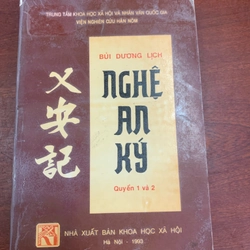 TRUNG TÂM KHOA HỌC XÃ HỘI VÀ NHÂN VĂN QUỐC GIA
VIỆN NGHIÊN CỨU HÁN NÔM
BÙI DƯƠNG LỊCH
乂安記
NGHỆ
AN
KÝ
Quyển 1 và 2
NHÀ XUẤT BẢN KHOA HỌC XÃ HỘI
Hà Nội - 1993